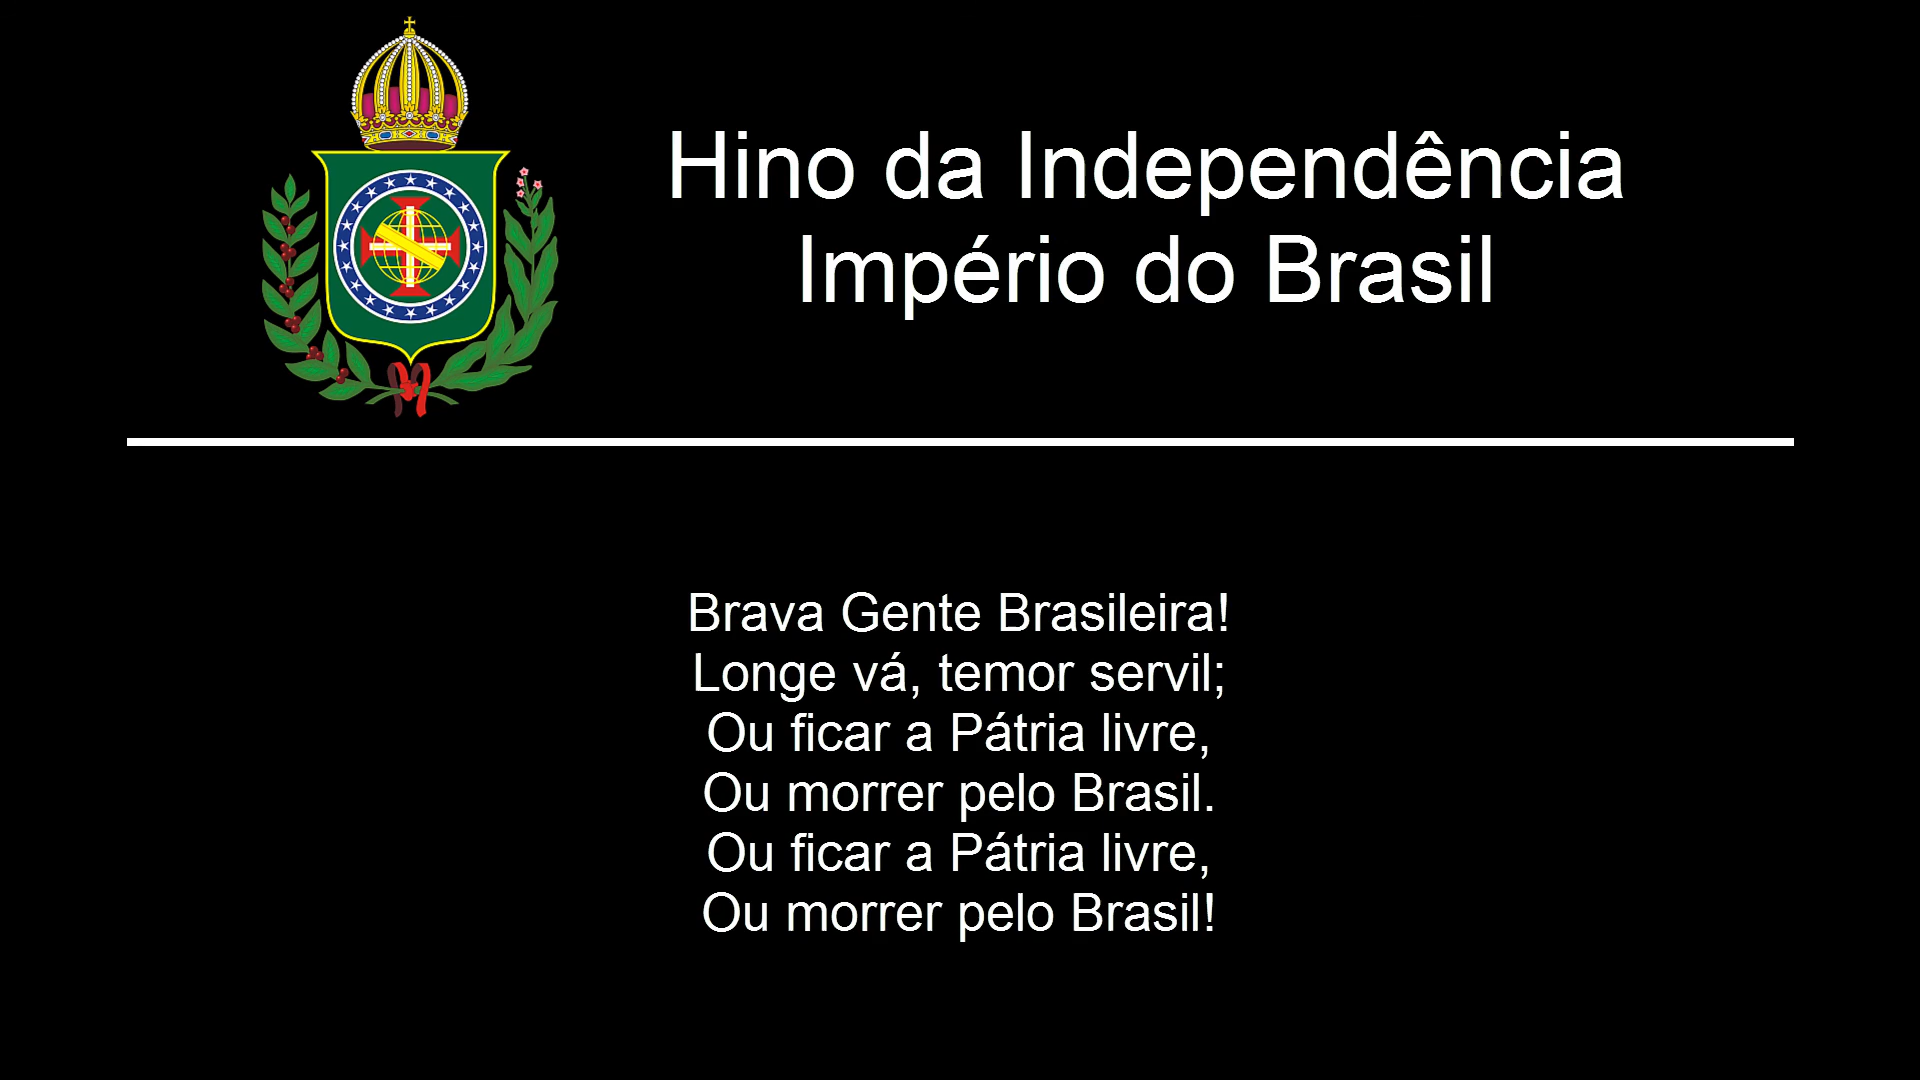 Hino da Independência
Império do Brasil
Brava Gente Brasileira!
Longe vá, temor servil;
Ou ficar a Pátria livre,
Ou morrer pelo Brasil.
Ou ficar a Pátria livre,
Ou morrer pelo Brasil!